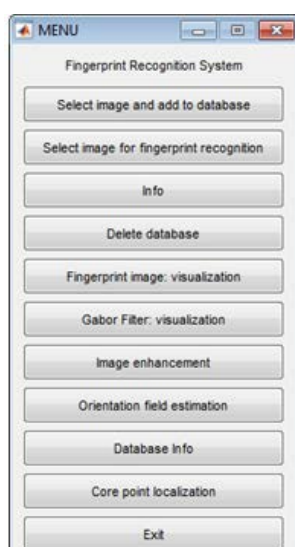 MENU
Fingerprint Recognition System
Select image and add to database
Select image for fingerprint recognition
Info
Delete database
Fingerprint image: visualization
Gabor Filter: visualization
Image enhancement
Orientation field estimation
Database Info
Core point localization
Exit